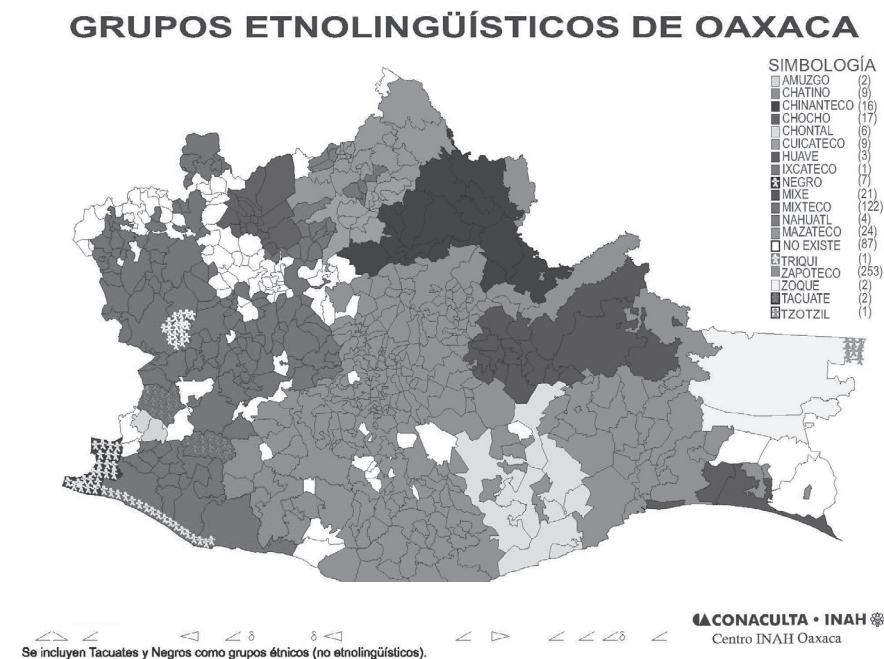 GRUPOS ETNOLINGÜÍSTICOS DE OAXACA
SIMBOLOGÍA
AMUZGO (2)
CHATINO (9)
CHINANTECO (16)
CHOCHO (17)
CHONTAL (6)
CUICATECO (9)
HUAVE (3)
IXCATECO (1)
NEGRO (7)
MIXE (21)
MIXTECO (122)
NAHUATL (4)
MAZATECO (24)
NO EXISTE (87)
TRIQUI (1)
ZAPOTECO (253)
ZOQUE (2)
TACUATE (2)
TZOTZIL (1)
CONACULTA • INAH
Centro INAH Oaxaca
Se incluyen Tacuates y Negros como grupos étnicos (no etnolingüísticos).